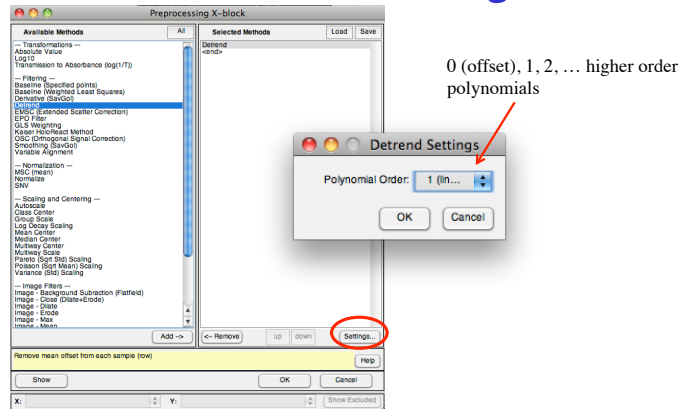 Preprocessing X-block
Available Methods
All
Selected Methods
Load
Save
--- Transformations ---
Absolute Value
Log10
Transmission to Absorbance (log(1/T))
--- Filtering ---
Baseline (Specified points)
Baseline (Weighted Least Squares)
Derivative (SavGol)
Detrend
EMSC (Extended Scatter Correction)
EPO Filter
GLS Weighting
Kaiser HoloReact Method
OSC (Orthogonal Signal Correction)
Smoothing (SavGol)
Variable Alignment
--- Normalization ---
MSC (mean)
Normalize
SNV
--- Scaling and Centering ---
Autoscale
Class Center
Group Scale
Log Decay Scaling
Mean Center
Median Center
Multiway Center
Multiway Scale
Pareto (Sqrt Std) Scaling
Poisson (Sqrt Mean) Scaling
Variance (Std) Scaling
--- Image Filters ---
Image - Background Subtraction (Flatfield)
Image - Close (Dilate+Erode)
Image - Dilate
Image - Erode
Image - Max
Image - Mean
Detrend
<end>
0 (offset), 1, 2, … higher order
polynomials
Detrend Settings
Polynomial Order:
1 (lin...
OK
Cancel
Add ->
<- Remove
up
down
Settings...
Remove mean offset from each sample (row)
Help
Show
OK
Cancel
X:
Y:
Show Excluded